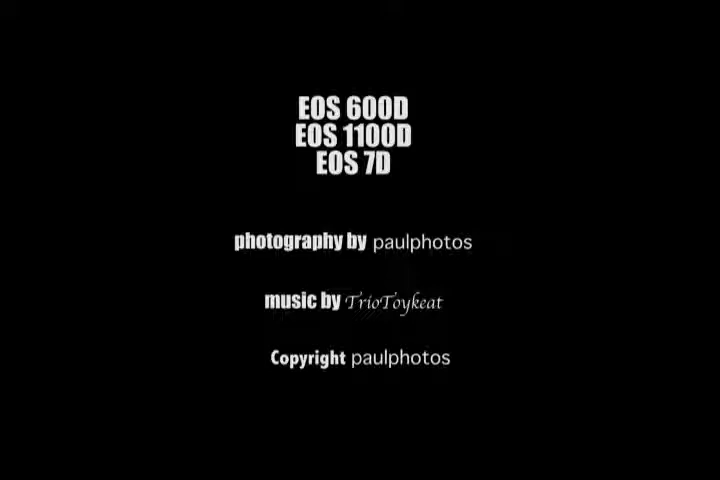 EOS 600D
EOS 1100D
EOS 7D
photography by paulphotos
music by TrioToykeat
Copyright paulphotos